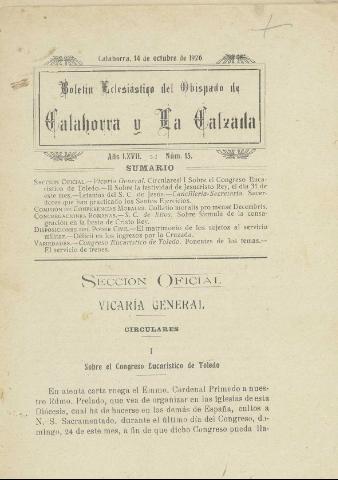 Calahorra, 14 de octubre de 1926
Boletín Eclesiástico del Obispado de
Calahorra y La Calzada
Año LXVII. Núm. 15.
SUMARIO
SECCIÓN OFICIAL.—Vicaría General. Circulares: I Sobre el Congreso Euca-
rístico de Toledo.—II Sobre la festividad de Jesucristo Rey, el día 31 de
este mes.—Letanías del S. C. de Jesús.—Cancillería-Secretaría. Sacer-
dotes que han practicado los Santos Ejercicios.
COMISIÓN DE CONFERENCIAS MORALES. Collatio moralis pro mense Decembris.
CONGREGACIONES ROMANAS.—S. C. de Ritos. Sobre fórmula de la consa-
gración en la fiesta de Cristo Rey.
DISPOSICIONES DEL PODER CIVIL.—El matrimonio de los sujetos al servicio
militar.—Déficit en los ingresos por la Cruzada.
VARIEDADES.—Congreso Eucarístico de Toledo. Ponentes de los temas.—
El servicio de trenes.
SECCIÓN OFICIAL
VICARÍA GENERAL
CIRCULARES
I
Sobre el Congreso Eucarístico de Toledo
En atenta carta ruega el Emmo. Cardenal Primado a nues-
tro Rdmo. Prelado, que vea de organizar en las iglesias de esta
Diócesis, cual ha de hacerse en las demás de España, cultos a
N. S. Sacramentado, durante el último día del Congreso, do-
mingo, 24 de este mes, a fin de que dicho Congreso pueda lla-